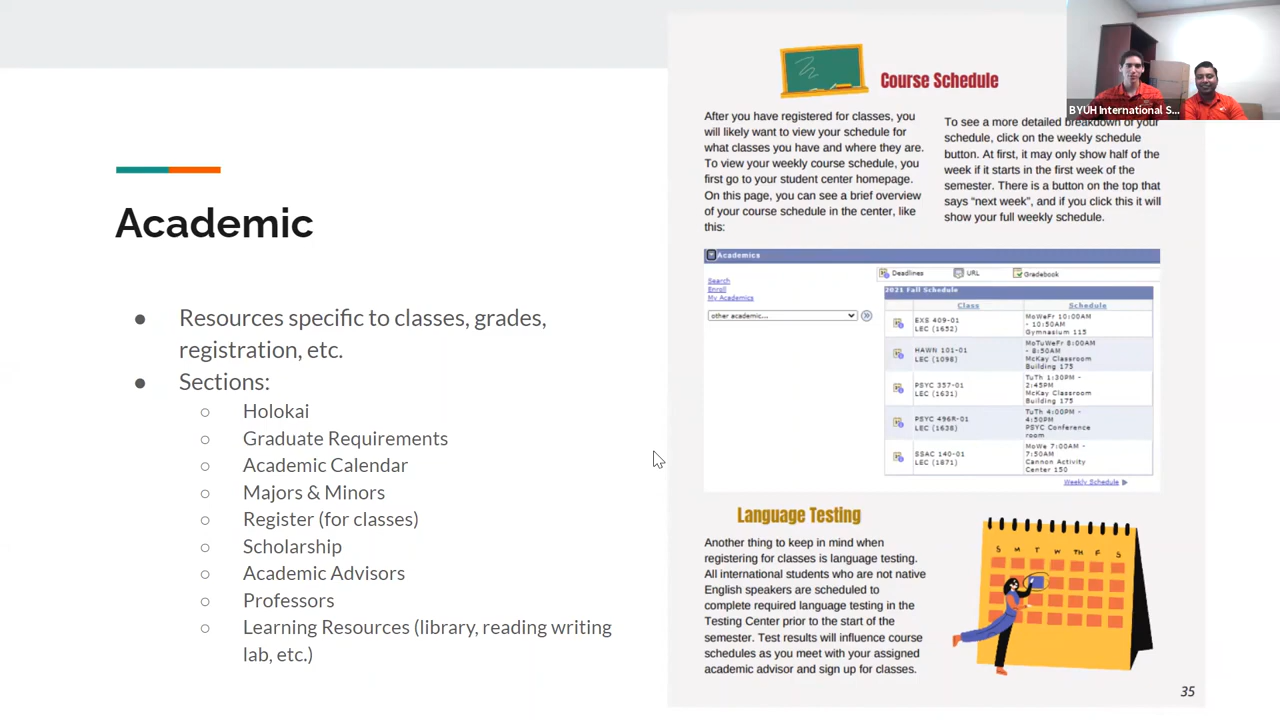 Academic
● Resources specific to classes, grades,
registration, etc.
● Sections:
○ Holokai
○ Graduate Requirements
○ Academic Calendar
○ Majors & Minors
○ Register (for classes)
○ Scholarship
○ Academic Advisors
○ Professors
○ Learning Resources (library, reading writing
lab, etc.)
Course Schedule
After you have registered for classes, you
will likely want to view your schedule for
what classes you have and where they are.
To view your weekly course schedule, you
first go to your student center homepage.
On this page, you can see a brief overview
of your course schedule in the center, like
this:
To see a more detailed breakdown of your
schedule, click on the weekly schedule
button. At first, it may only show half of the
week if it starts in the first week of the
semester. There is a button on the top that
says “next week”, and if you click this it will
show your full weekly schedule.
BYUH International S...
Academics
Search
Enroll
My Academics
other academic...
Deadlines URL Gradebook
2021 Fall Schedule
Class Schedule
EXS 409-01
LEC (1652)
MoWeFr 10:00AM
- 10:50AM
Gymnasium 115
HAWN 101-01
LEC (1098)
MoTuWeFr 8:00AM
- 8:50AM
McKay Classroom
Building 175
PSYC 357-01
LEC (1631)
TuTh 1:30PM -
2:45PM
McKay Classroom
Building 175
PSYC 496R-01
LEC (1638)
TuTh 4:00PM -
4:50PM
PSYC Conference
room
SSAC 140-01
LEC (1871)
MoWe 7:00AM -
7:50AM
Cannon Activity
Center 150
Weekly Schedule
Language Testing
Another thing to keep in mind when
registering for classes is language testing.
All international students who are not native
English speakers are scheduled to
complete required language testing in the
Testing Center prior to the start of the
semester. Test results will influence course
schedules as you meet with your assigned
academic advisor and sign up for classes.
S M T W TH F S
35